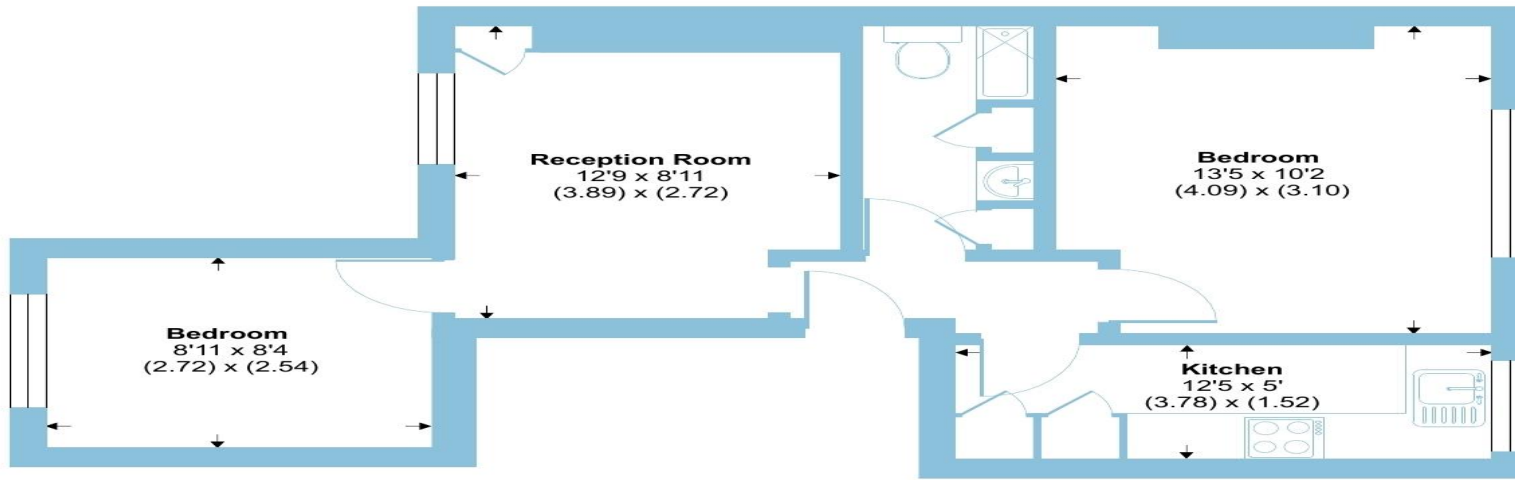 Reception Room
12'9 x 8'11
(3.89) x (2.72)
Bedroom
13'5 x 10'2
(4.09) x (3.10)
Bedroom
8'11 x 8'4
(2.72) x (2.54)
Kitchen
12'5 x 5'
(3.78) x (1.52)